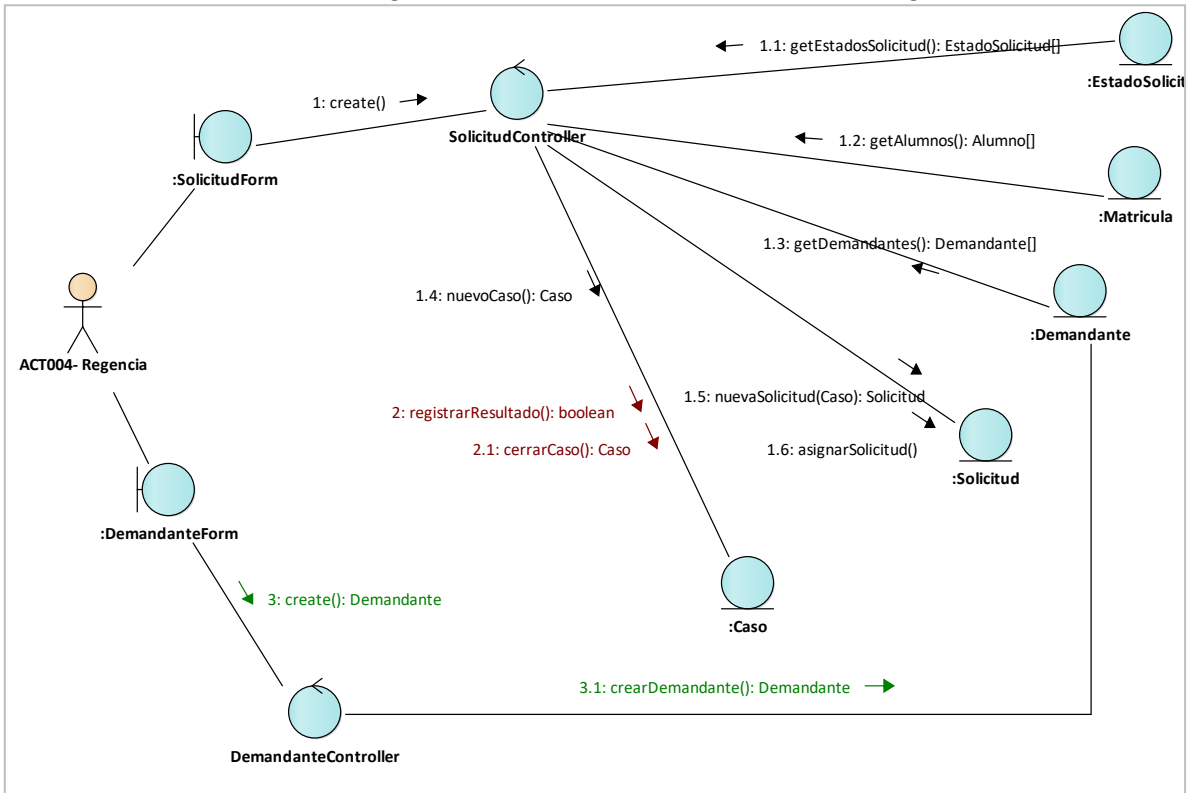 1.1: getEstadosSolicitud(): EstadoSolicitud[]
:EstadoSolicit
1: create()
SolicitudController
1.2: getAlumnos(): Alumno[]
:SolicitudForm
:Matricula
1.3: getDemandantes(): Demandante[]
1.4: nuevoCaso(): Caso
:Demandante
ACT004- Regencia
1.5: nuevaSolicitud(Caso): Solicitud
2: registrarResultado(): boolean
2.1: cerrarCaso(): Caso
1.6: asignarSolicitud()
:Solicitud
:DemandanteForm
3: create(): Demandante
:Caso
3.1: crearDemandante(): Demandante
DemandanteController